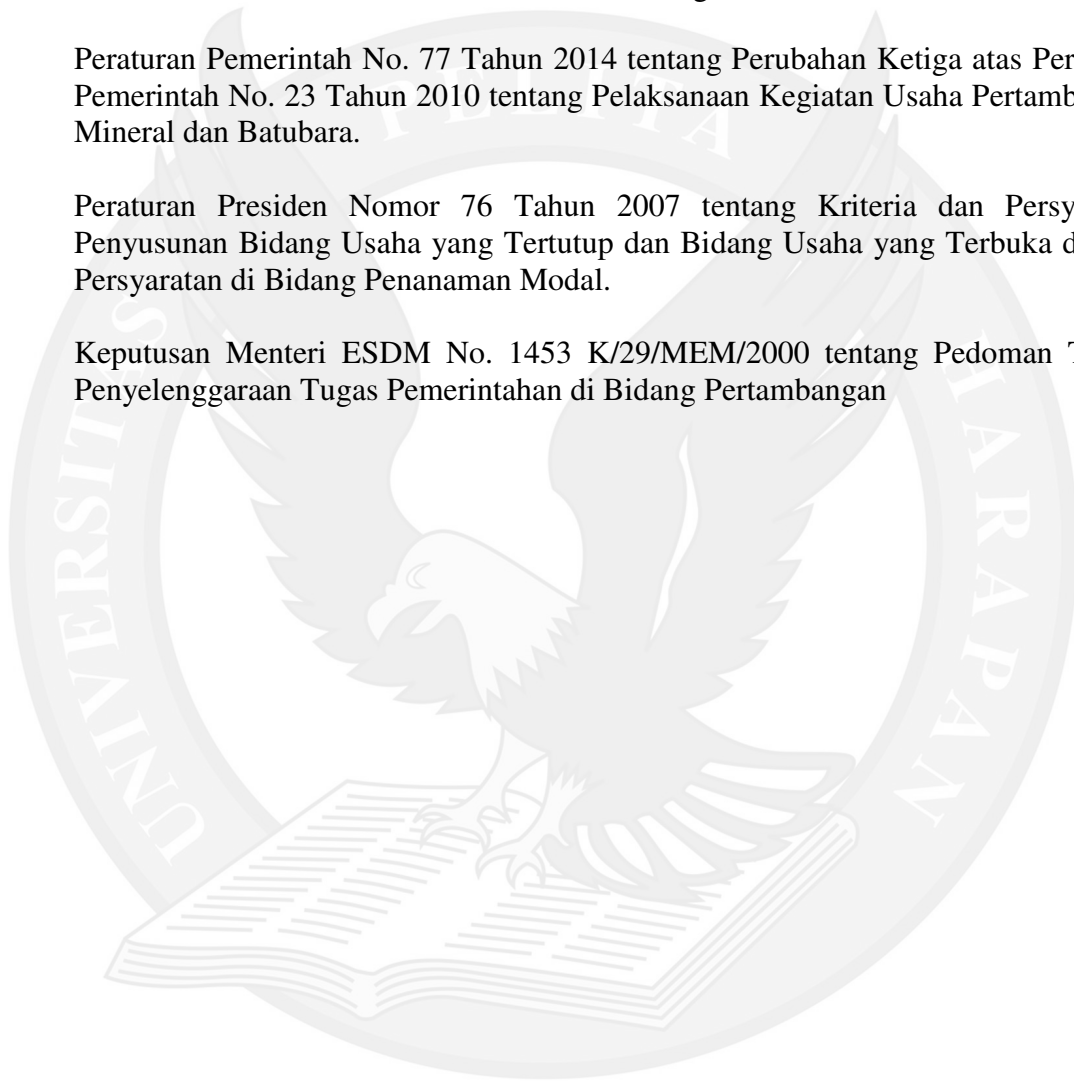 Peraturan Pemerintah No. 77 Tahun 2014 tentang Perubahan Ketiga atas
Pemerintah No. 23 Tahun 2010 tentang Pelaksanaan Kegiatan Usaha
Mineral dan Batubara.
Peraturan Presiden Nomor 76 Tahun 2007 tentang Kriteria dan
Penyusunan Bidang Usaha yang Tertutup dan Bidang Usaha yang Terbuka
Persyaratan di Bidang Penanaman Modal.
Keputusan Menteri ESDM No. 1453 K/29/MEM/2000 tentang Pedoman
Penyelenggaraan Tugas Pemerintahan di Bidang Pertambangan
UNIVERSITAS PELITA HARAPAN